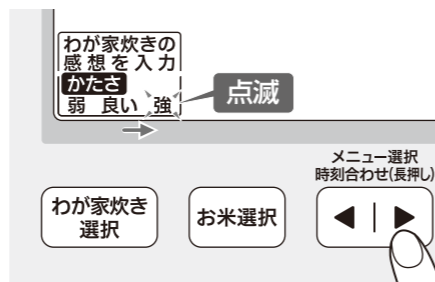 わが家炊きの
感想を入力
かたさ
弱 良い 強
点滅
メニュー選択
時刻合わせ(長押し)
わが家炊き
選択
お米選択